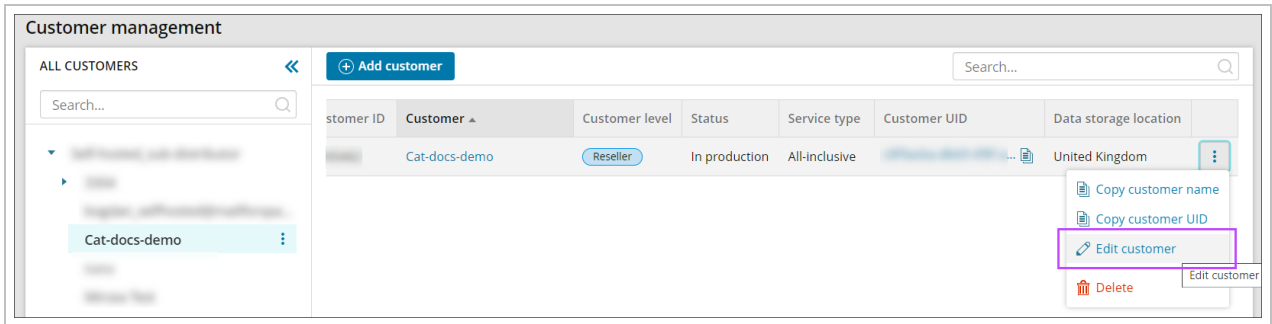 Customer management
ALL CUSTOMERS
Search...
Cat-docs-demo
Add customer
Search...
stomer ID Customer Customer level Status Service type Customer UID Data storage location
Cat-docs-demo Reseller In production All-inclusive ... United Kingdom
Copy customer name
Copy customer UID
Edit customer
Edit customer
Delete